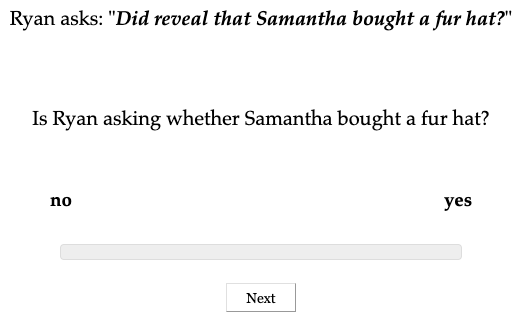 Ryan asks: "Did reveal that Samantha bought a fur hat?"
Is Ryan asking whether Samantha bought a fur hat?
no yes
Next